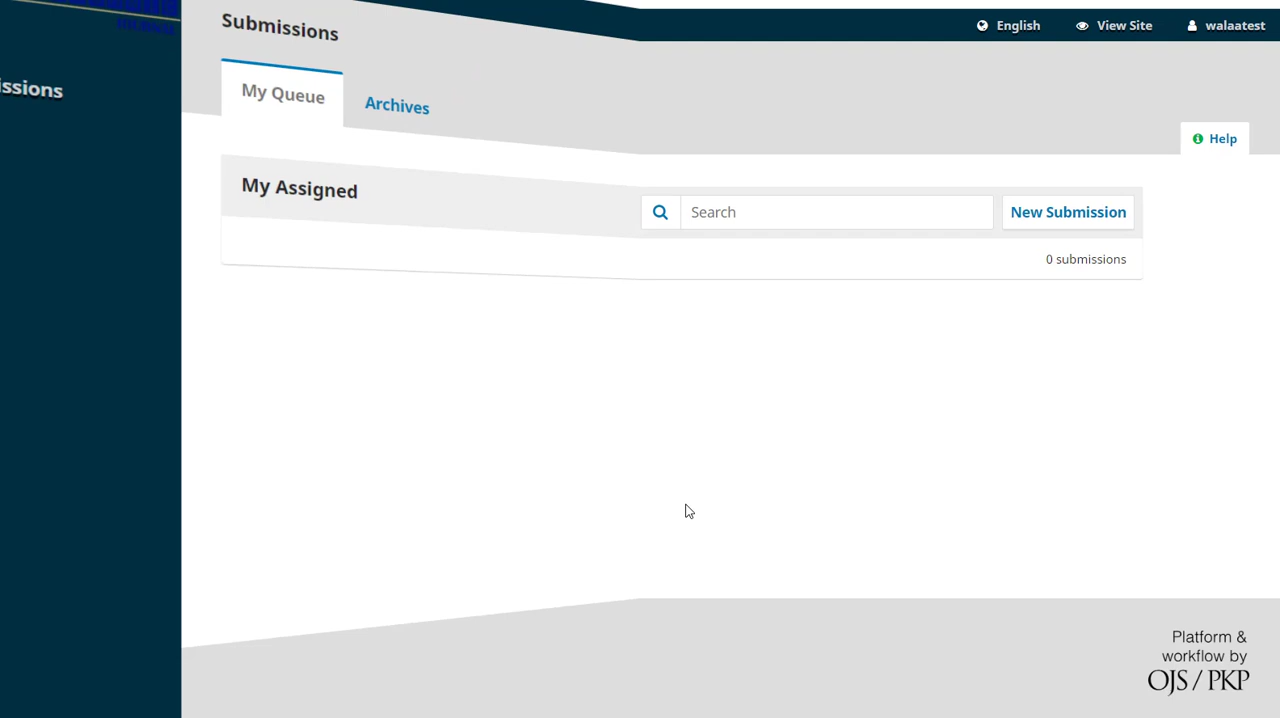 Submissions
English
View Site
walaatest
My Queue
Archives
Help
My Assigned
Search
New Submission
0 submissions
Platform &
workflow by
OJS / PKP